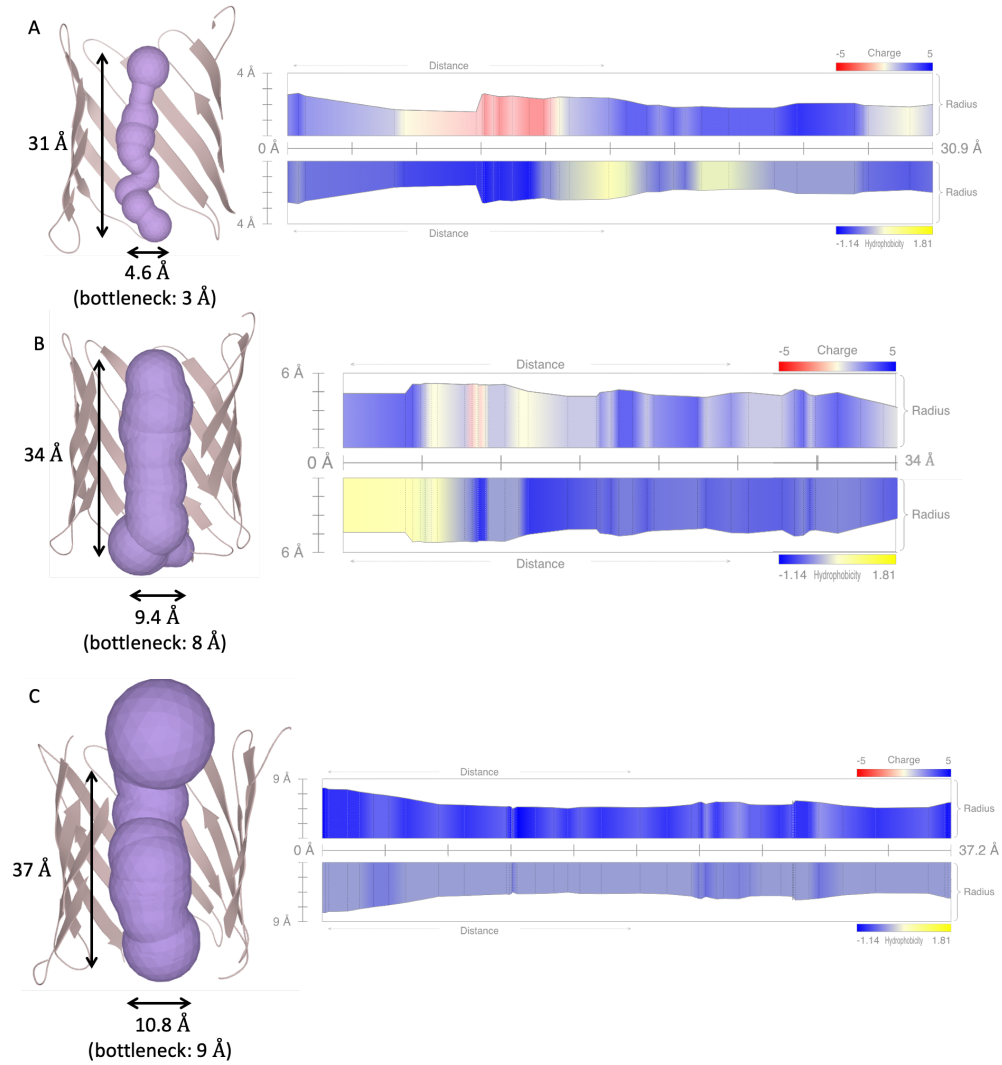 A
31 Å
4.6 Å
(bottleneck: 3 Å)
4 Å
Distance
-5 Charge 5
Radius
0 Å
30.9 Å
Radius
4 Å
Distance
-1.14 Hydrophobicity 1.81
B
34 Å
9.4 Å
(bottleneck: 8 Å)
6 Å
Distance
-5 Charge 5
Radius
0 Å
34 Å
Radius
6 Å
Distance
-1.14 Hydrophobicity 1.81
C
37 Å
10.8 Å
(bottleneck: 9 Å)
9 Å
Distance
-5 Charge 5
Radius
0 Å
37.2 Å
Radius
9 Å
Distance
-1.14 Hydrophobicity 1.81